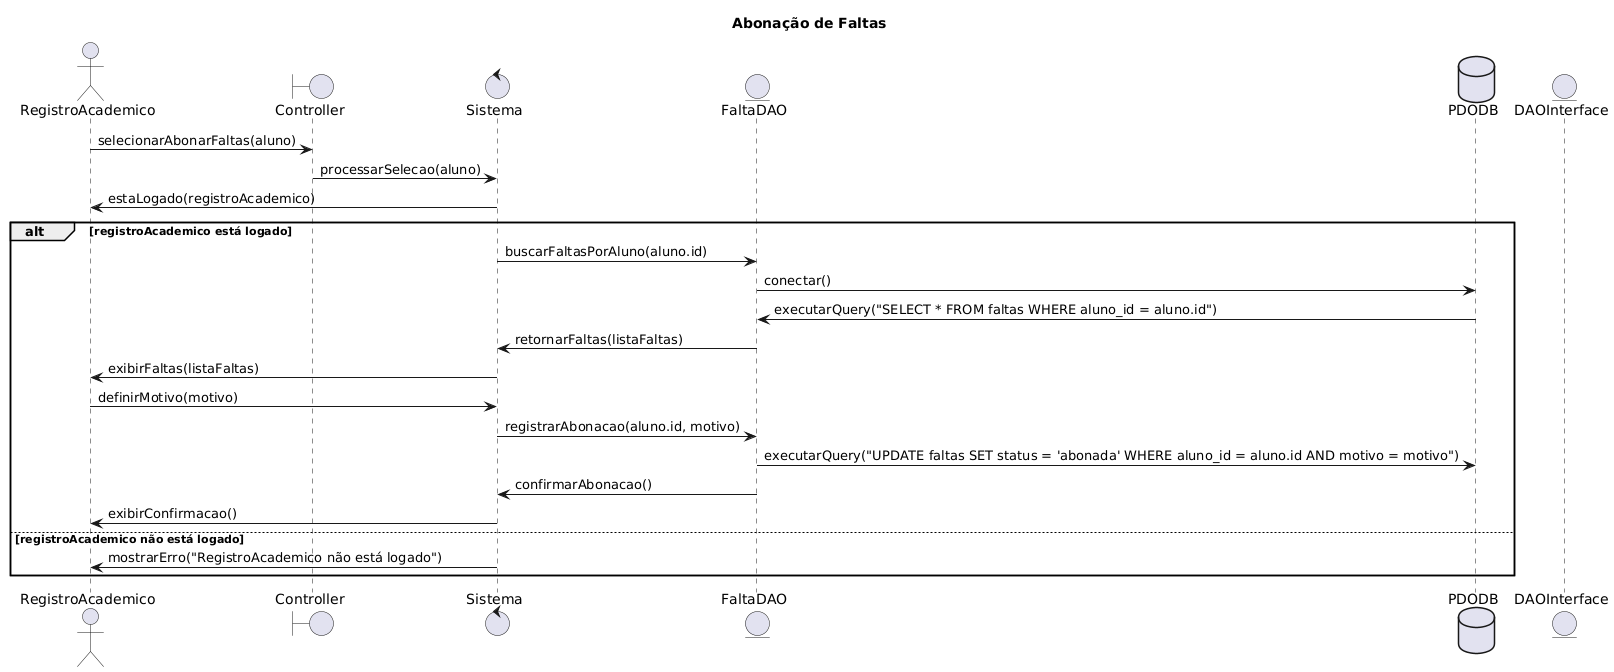 Abonação de Faltas
RegistroAcademico
Controller
Sistema
FaltaDAO
PDODB
DAOInterface
selecionarAbonarFaltas(aluno)
processarSelecao(aluno)
estaLogado(registroAcademico)
alt [registroAcademico está logado]
buscarFaltasPorAluno(aluno.id)
conectar()
executarQuery("SELECT * FROM faltas WHERE aluno_id = aluno.id")
retornarFaltas(listaFaltas)
exibirFaltas(listaFaltas)
definirMotivo(motivo)
registrarAbonacao(aluno.id, motivo)
executarQuery("UPDATE faltas SET status = 'abonada' WHERE aluno_id = aluno.id AND motivo = motivo")
confirmarAbonacao()
exibirConfirmacao()
[registroAcademico não está logado]
mostrarErro("RegistroAcademico não está logado")
RegistroAcademico
Controller
Sistema
FaltaDAO
PDODB
DAOInterface